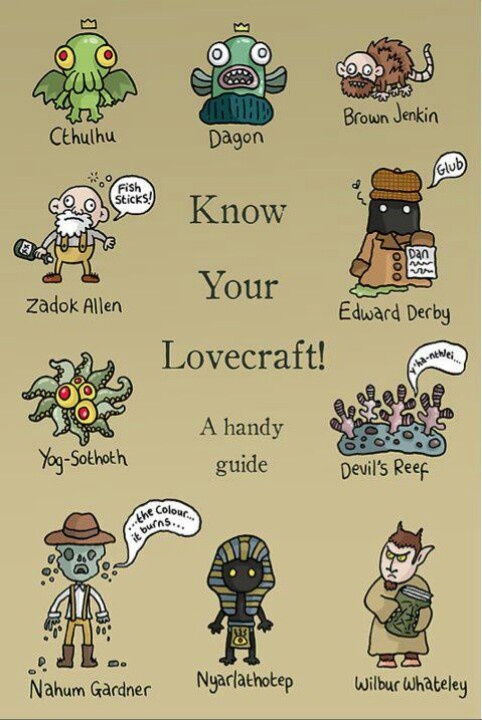 Cthulhu
Dagon
Brown Jenkin
Fish
Sticks!
Zadok Allen
Know
Your
Lovecraft!
A handy
guide
Glub
Dan
Edward Derby
Yog-Sothoth
y'ha-nthlei...
Devil's Reef
...the Colour...
it burns...
Nahum Gardner
Nyarlathotep
Wilbur Whateley